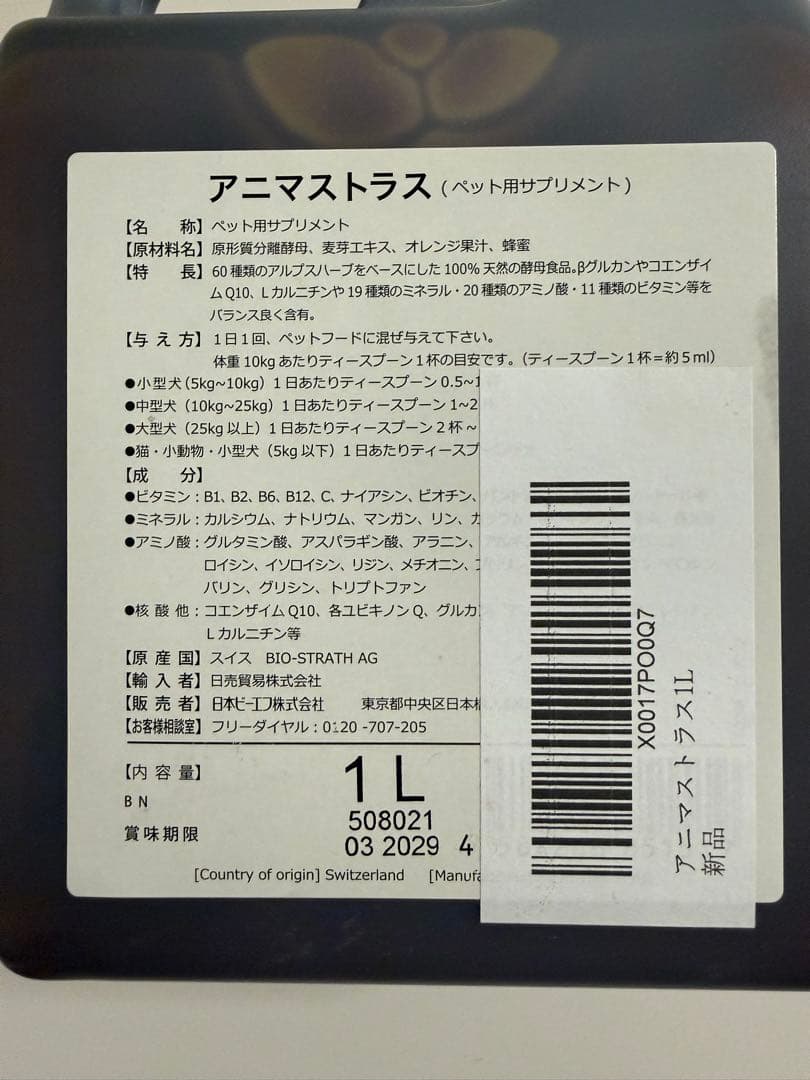 アニマストラス（ペット用サプリメント）
【名　称】ペット用サプリメント
【原材料名】原形質分離酵母、麦芽エキス、オレンジ果汁、蜂蜜
【特　長】60種類のアルプスハーブをベースにした100%天然の酵母食品。βグルカンやコエンザイ
ムQ10、Lカルニチンや19種類のミネラル・20種類のアミノ酸・11種類のビタミン等を
バランス良く含有。
【与え方】1日1回、ペットフードに混ぜ与えて下さい。
体重10kgあたりティースプーン1杯の目安です。（ティースプーン1杯＝約5ml）
●小型犬（5kg~10kg）1日あたりティースプーン0.5~1
●中型犬（10kg~25kg）1日あたりティースプーン1~2
●大型犬（25kg以上）1日あたりティースプーン2杯~
●猫・小動物・小型犬（5kg以下）1日あたりティースプ
【成　分】
●ビタミン：B1、B2、B6、B12、C、ナイアシン、ビオチン、
●ミネラル：カルシウム、ナトリウム、マンガン、リン、カ
●アミノ酸：グルタミン酸、アスパラギン酸、アラニン、
ロイシン、イソロイシン、リジン、メチオニン、
バリン、グリシン、トリプトファン
●核酸他：コエンザイムQ10、各ユビキノンQ、グルカ
Lカルニチン等
【原産国】スイス　BIO-STRATH AG
【輸入者】日売貿易株式会社
【販売者】日本ビーエフ株式会社　東京都中央区日本橋
【お客様相談室】フリーダイヤル：0120-707-205
【内容量】1L
BN 508021
賞味期限 03 2029 4
[Country of origin] Switzerland [Manufa
X0017PO0Q7
アニマストラス1L
新品